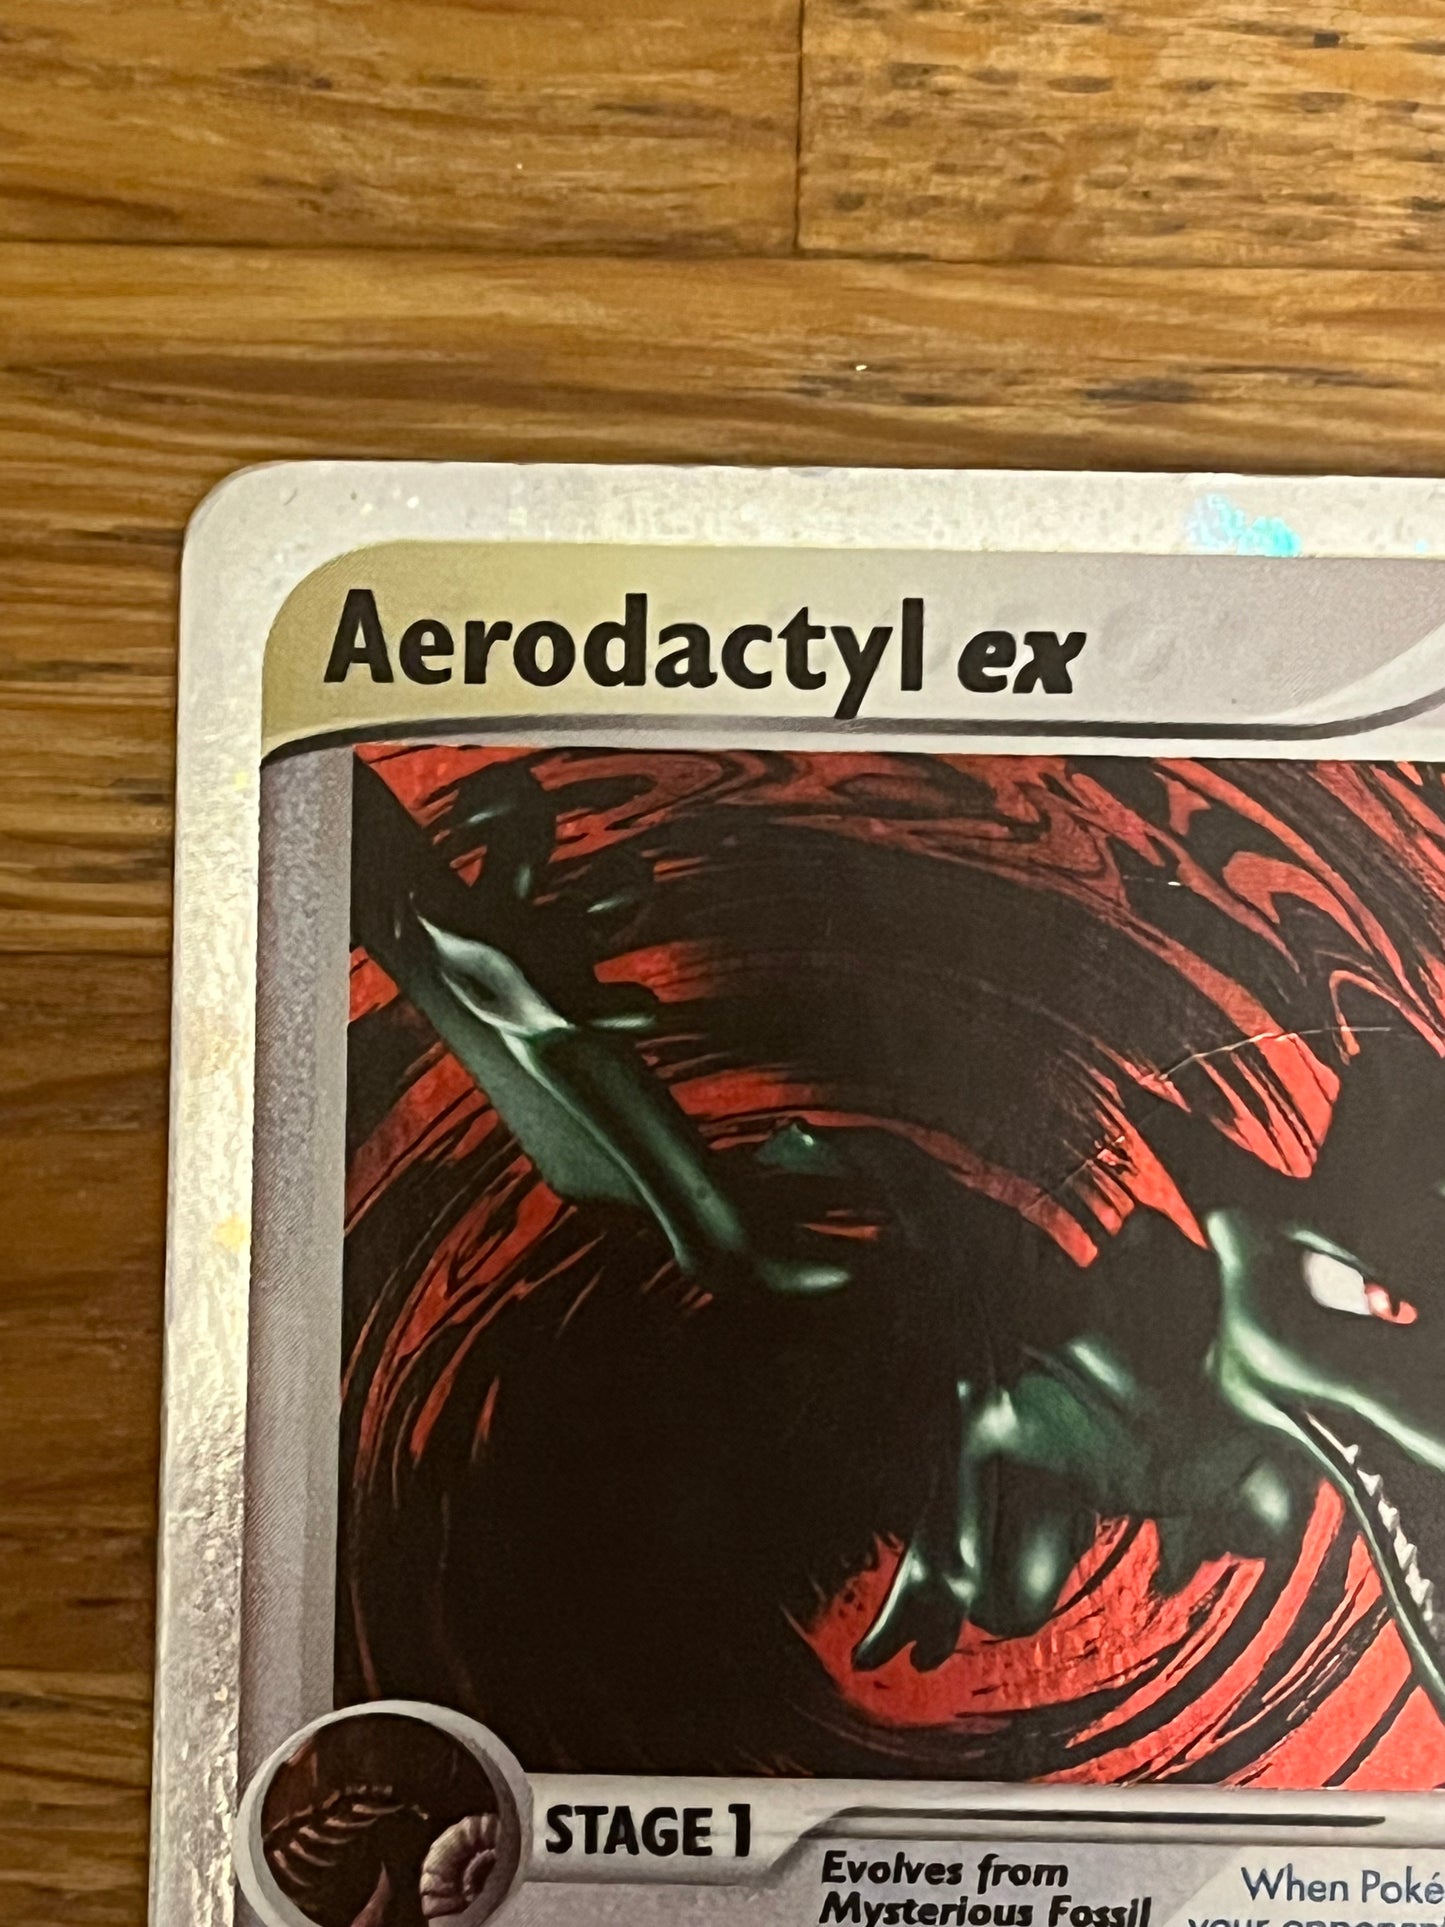 Aerodactyl ex
STAGE 1
Evolves from
Mysterious Fossil
When Poké